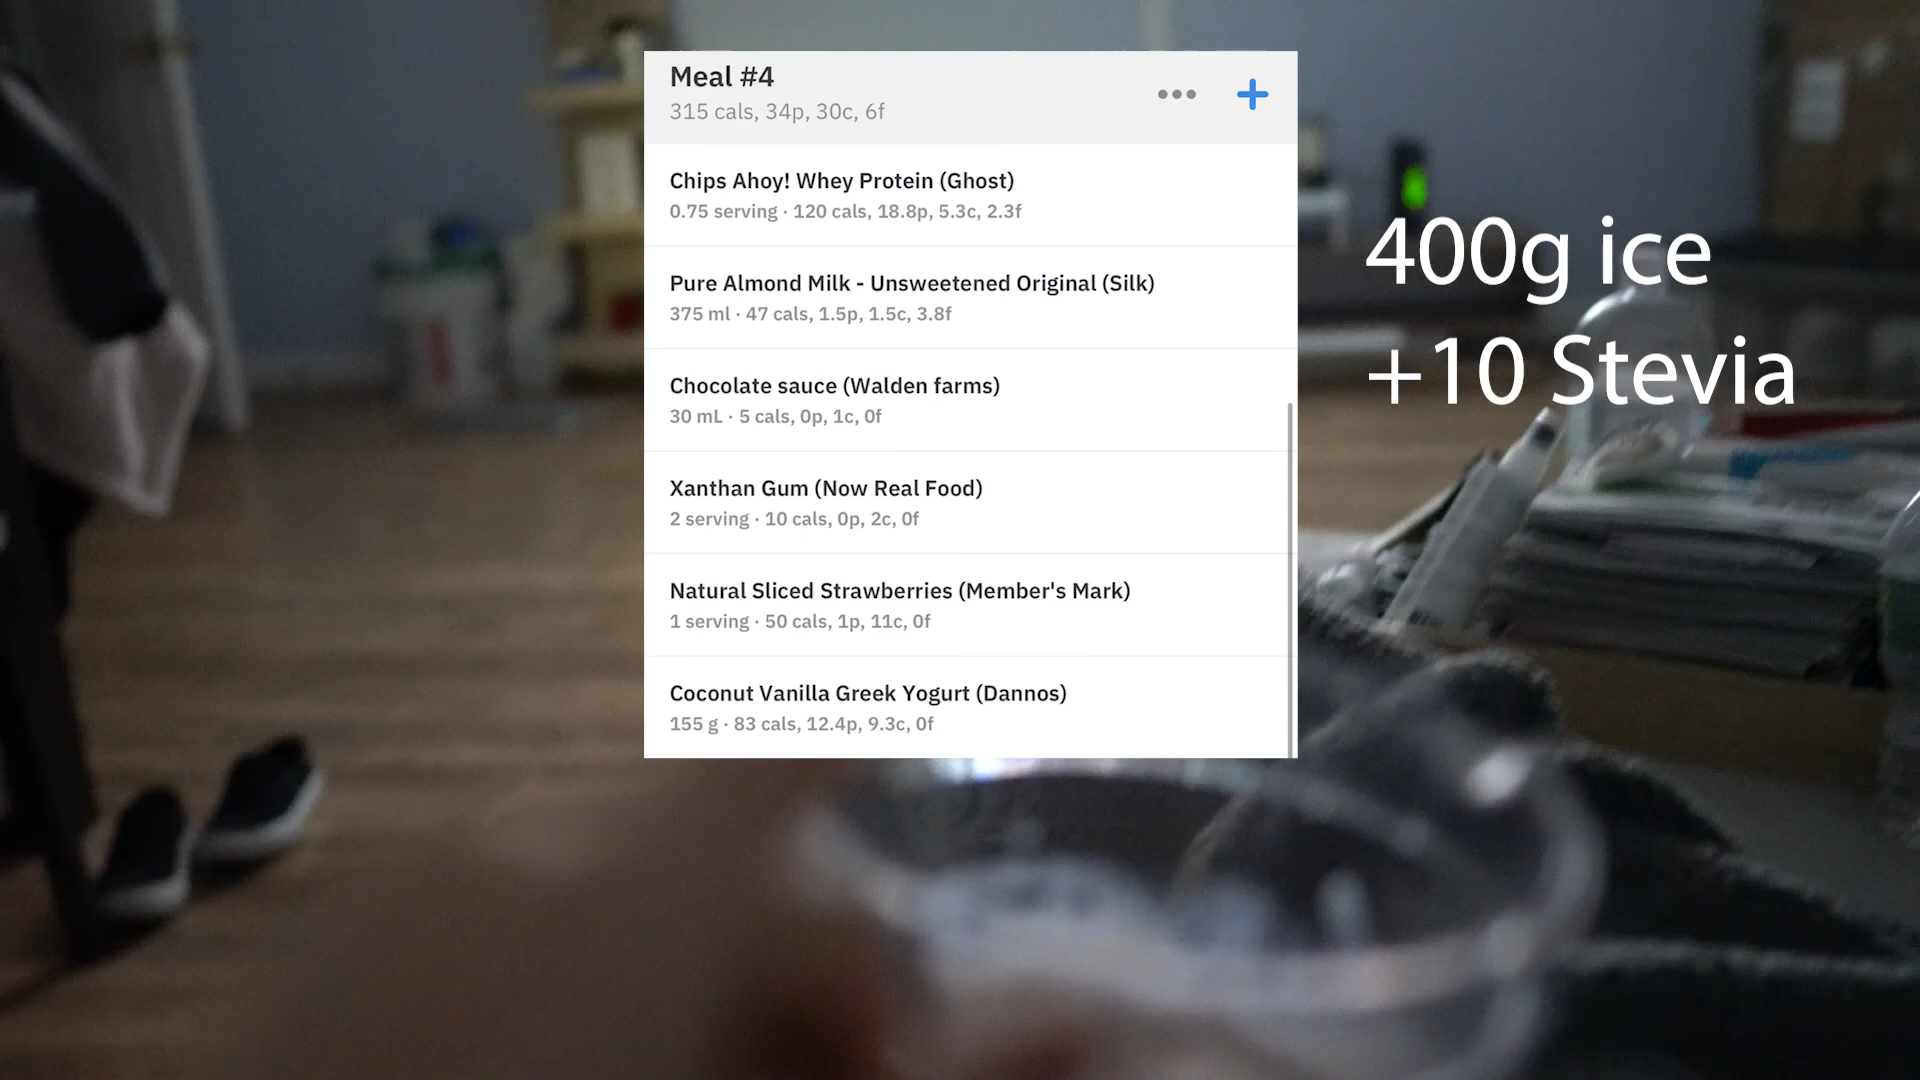 Meal #4
315 cals, 34p, 30c, 6f
Chips Ahoy! Whey Protein (Ghost)
0.75 serving · 120 cals, 18.8p, 5.3c, 2.3f
Pure Almond Milk - Unsweetened Original (Silk)
375 ml · 47 cals, 1.5p, 1.5c, 3.8f
Chocolate sauce (Walden farms)
30 mL · 5 cals, 0p, 1c, 0f
Xanthan Gum (Now Real Food)
2 serving · 10 cals, 0p, 2c, 0f
Natural Sliced Strawberries (Member's Mark)
1 serving · 50 cals, 1p, 11c, 0f
Coconut Vanilla Greek Yogurt (Dannos)
155 g · 83 cals, 12.4p, 9.3c, 0f
400g ice
+10 Stevia